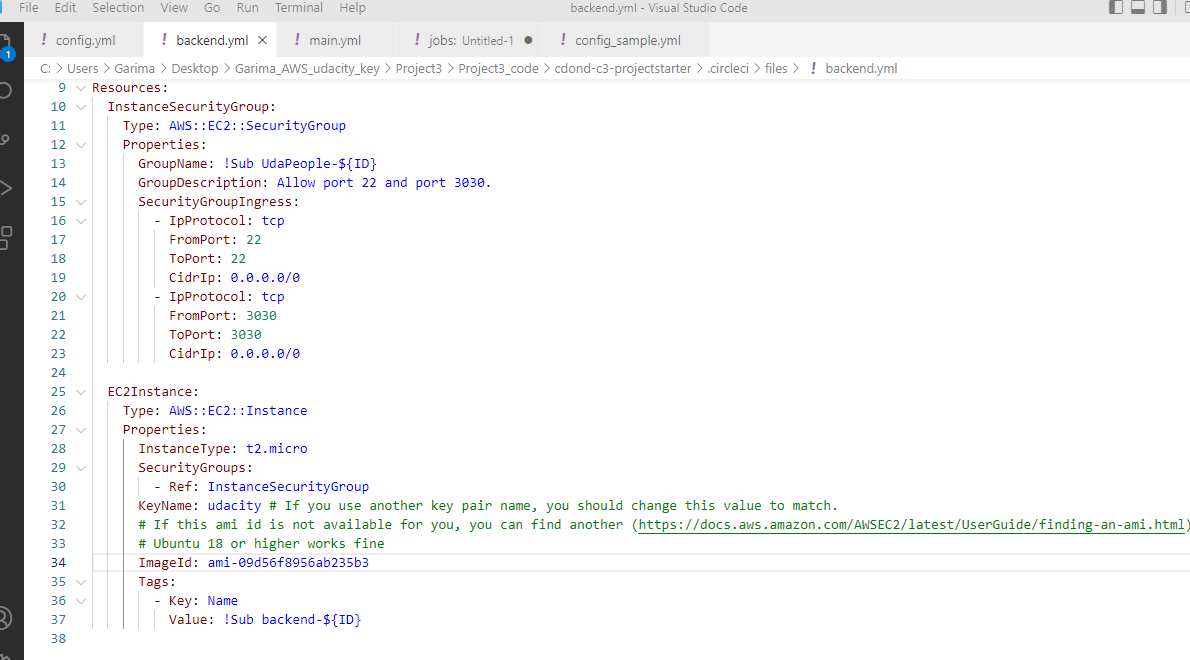 File Edit Selection View Go Run Terminal Help backend.yml - Visual Studio Code
! config.yml ! backend.yml × ! main.yml ! jobs: Untitled-1 ● ! config_sample.yml
1
C: > Users > Garima > Desktop > Garima_AWS_udacity_key > Project3 > Project3_code > cdond-c3-projectstarter > .circleci > files > ! backend.yml
9 Resources:
10 InstanceSecurityGroup:
11 Type: AWS::EC2::SecurityGroup
12 Properties:
13 GroupName: !Sub UdaPeople-${ID}
14 GroupDescription: Allow port 22 and port 3030.
15 SecurityGroupIngress:
16 - IpProtocol: tcp
17 FromPort: 22
18 ToPort: 22
19 CidrIp: 0.0.0.0/0
20 - IpProtocol: tcp
21 FromPort: 3030
22 ToPort: 3030
23 CidrIp: 0.0.0.0/0
24
25 EC2Instance:
26 Type: AWS::EC2::Instance
27 Properties:
28 InstanceType: t2.micro
29 SecurityGroups:
30 - Ref: InstanceSecurityGroup
31 KeyName: udacity # If you use another key pair name, you should change this value to match.
32 # If this ami id is not available for you, you can find another (https://docs.aws.amazon.com/AWSEC2/latest/UserGuide/finding-an-ami.html)
33 # Ubuntu 18 or higher works fine
34 ImageId: ami-09d56f8956ab235b3
35 Tags:
36 - Key: Name
37 Value: !Sub backend-${ID}
38